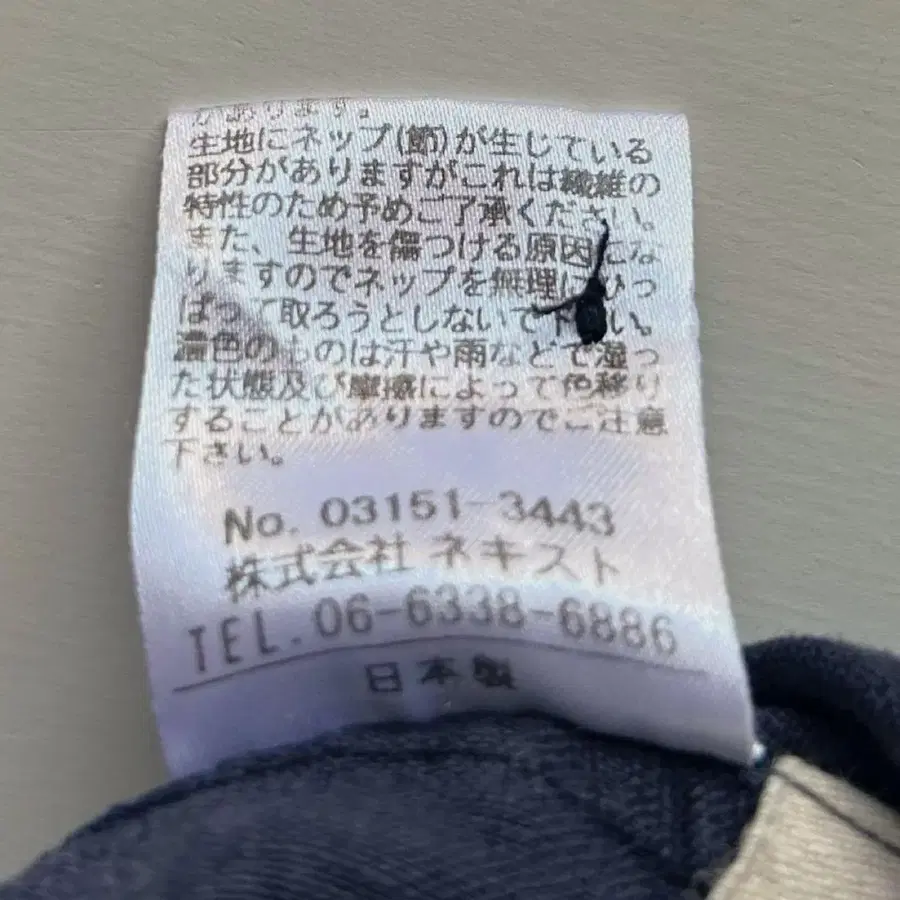 があります。
生地にネップ(節)が生じている
部分がありますがこれは繊維の
特性のため予めご了承ください。
また、生地を傷つける原因にな
りますのでネップを無理にひっ
ぱって取ろうとしないで下い。
濃色のものは汗や雨などで湿っ
た状態及び摩擦によって色移り
することがありますのでご注意
下さい。
No. 03151-3443
株式会社 ネキスト
TEL. 06-6338-6886
日本製